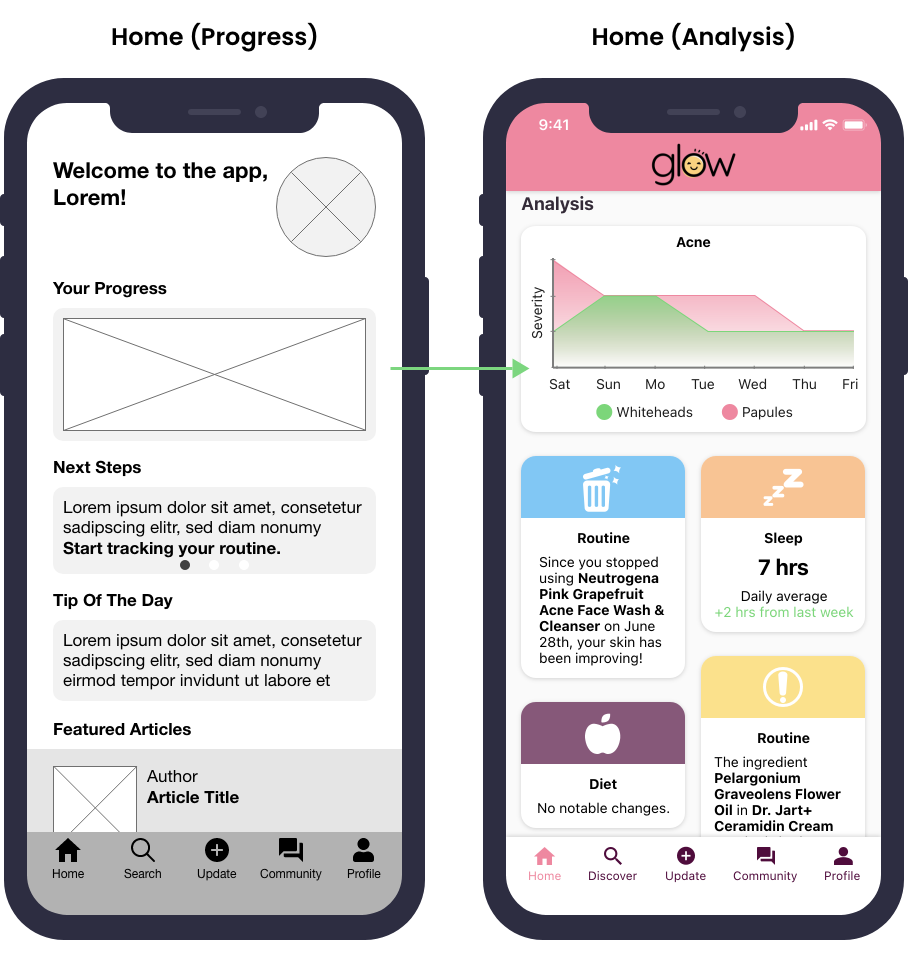 Home (Progress)
Welcome to the app,
Lorem!
Your Progress
Next Steps
Lorem ipsum dolor sit amet, consetetur
sadipscing elitr, sed diam nonumy
Start tracking your routine.
Tip Of The Day
Lorem ipsum dolor sit amet, consetetur
sadipscing elitr, sed diam nonumy
eirmod tempor invidunt ut labore et
Featured Articles
Author
Article Title
Home Search Update Community Profile
Home (Analysis)
9:41
glow
Analysis
Acne
Severity
Sat Sun Mo Tue Wed Thu Fri
Whiteheads Papules
Routine
Since you stopped
using Neutrogena
Pink Grapefruit
Acne Face Wash &
Cleanser on June
28th, your skin has
been improving!
Sleep
7 hrs
Daily average
+2 hrs from last week
Diet
No notable changes.
Routine
The ingredient
Pelargonium
Graveolens Flower
Oil in Dr. Jart+
Ceramidin Cream
Home Discover Update Community Profile